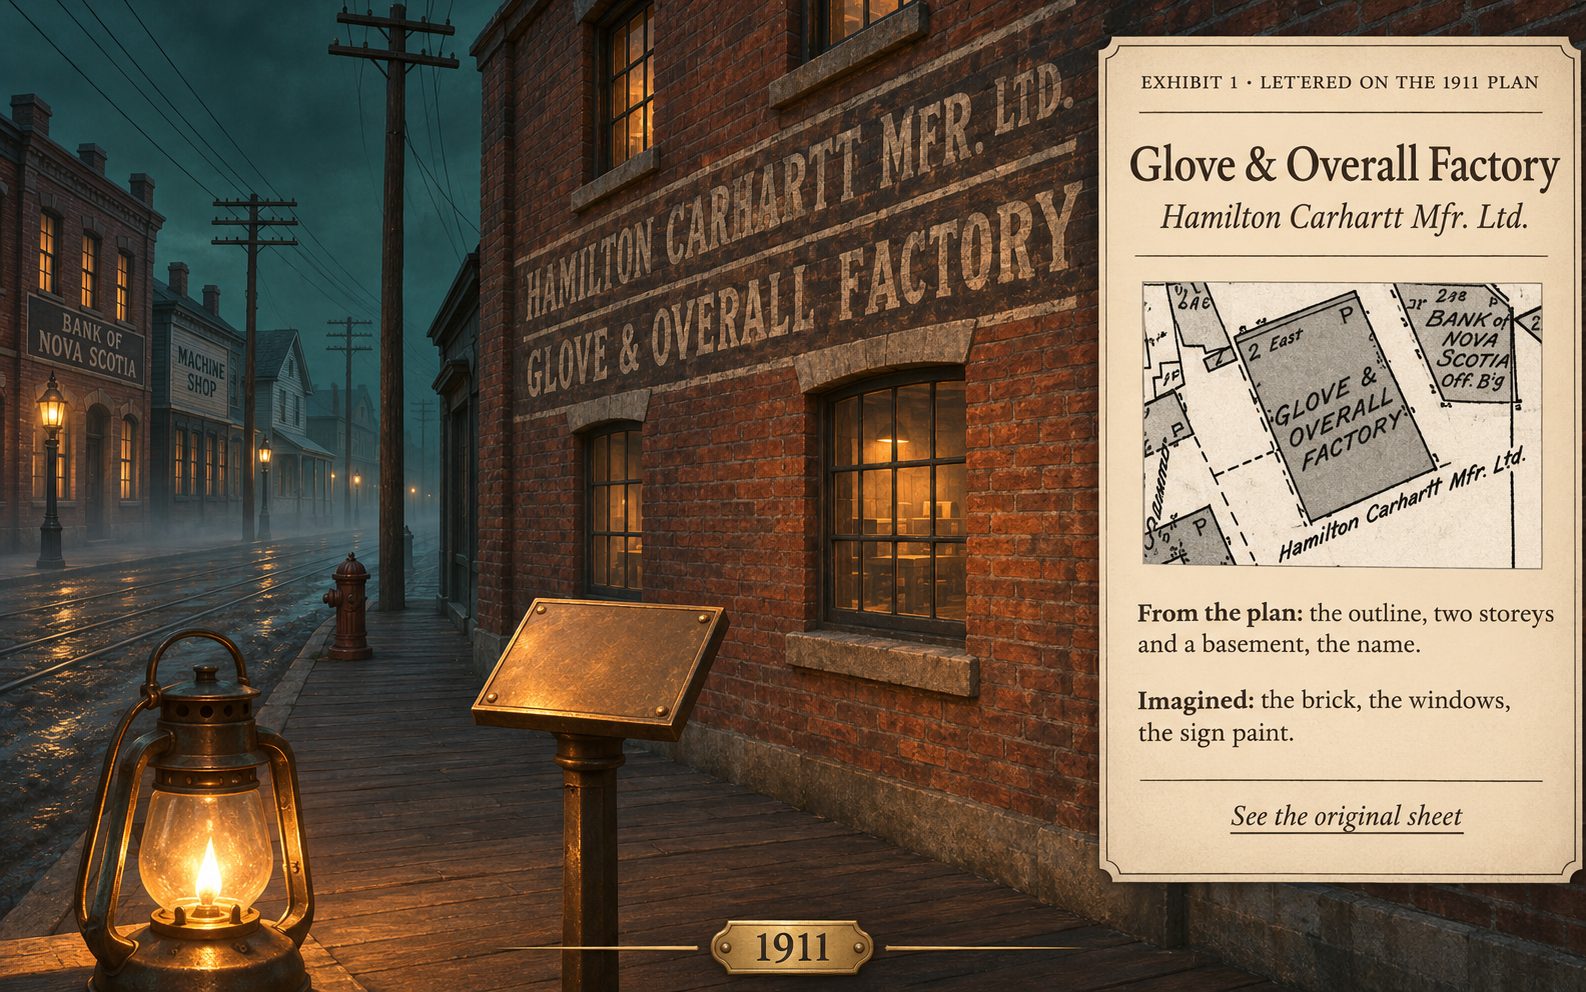 HAMILTON CARHARTT MFR. LTD.
GLOVE & OVERALL FACTORY
BANK OF
NOVA SCOTIA
MACHINE
SHOP
EXHIBIT 1 · LETTERED ON THE 1911 PLAN
Glove & Overall Factory
Hamilton Carhartt Mfr. Ltd.
2 East
P
GLOVE &
OVERALL
FACTORY
Hamilton Carhartt Mfr. Ltd.
218
P
BANK of
NOVA
SCOTIA
Off. B'g
2
P
P
From the plan: the outline, two storeys
and a basement, the name.
Imagined: the brick, the windows,
the sign paint.
See the original sheet
1911